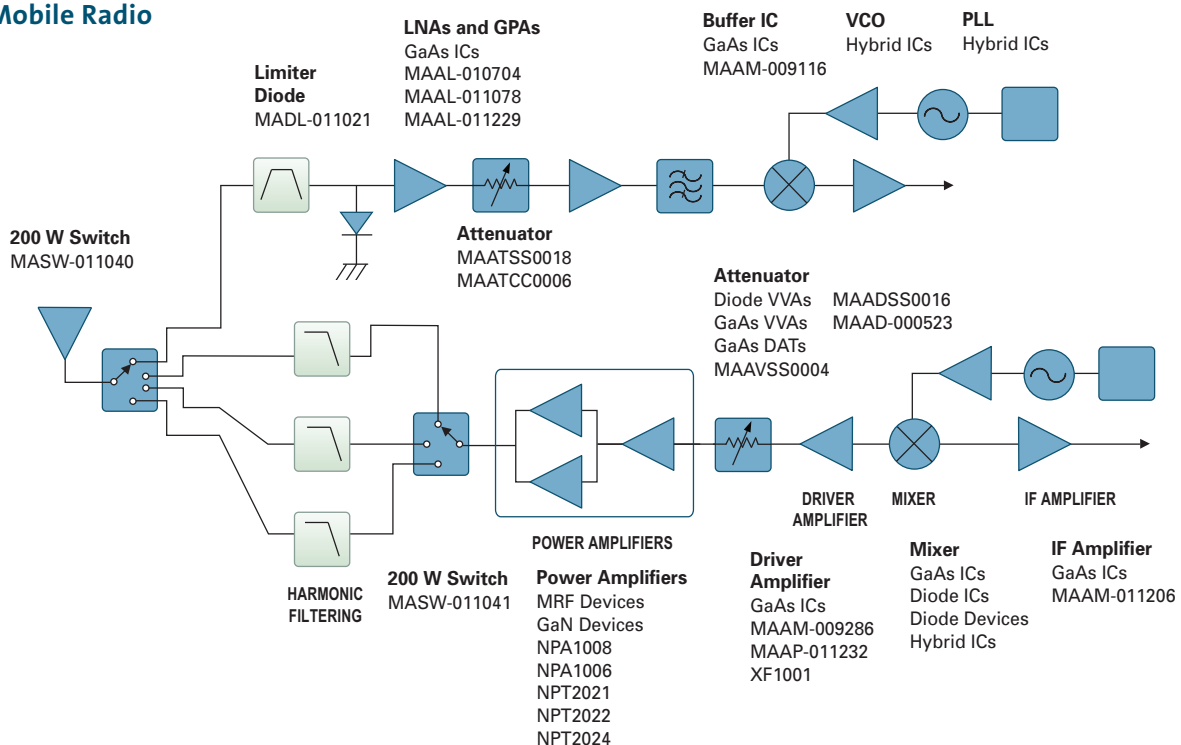 Mobile Radio
LNAs and GPAs
GaAs ICs
MAAL-010704
MAAL-011078
MAAL-011229
Buffer IC
GaAs ICs
MAAM-009116
VCO
Hybrid ICs
PLL
Hybrid ICs
Limiter
Diode
MADL-011021
200 W Switch
MASW-011040
Attenuator
MAATSS0018
MAATCC0006
Attenuator
Diode VVAs MAADSS0016
GaAs VVAs MAAD-000523
GaAs DATs
MAAVSS0004
HARMONIC
FILTERING
200 W Switch
MASW-011041
POWER AMPLIFIERS
Power Amplifiers
MRF Devices
GaN Devices
NPA1008
NPA1006
NPT2021
NPT2022
NPT2024
DRIVER
AMPLIFIER
Driver
Amplifier
GaAs ICs
MAAM-009286
MAAP-011232
XF1001
MIXER
Mixer
GaAs ICs
Diode ICs
Diode Devices
Hybrid ICs
IF AMPLIFIER
IF Amplifier
GaAs ICs
MAAM-011206